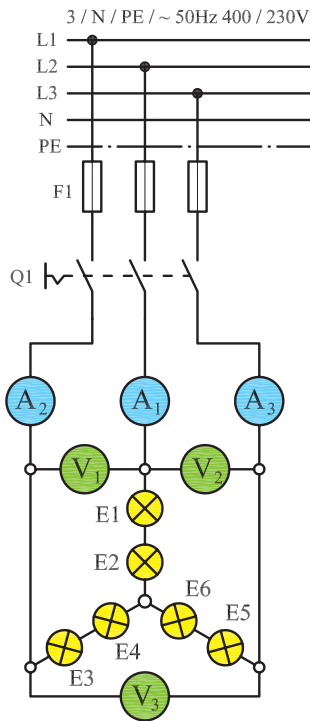 3 / N / PE / ~ 50Hz 400 / 230V
L1
L2
L3
N
PE
F1
Q1
A2 A1 A3
V1 V2
E1
E2
E6
E5
E4
E3
V3